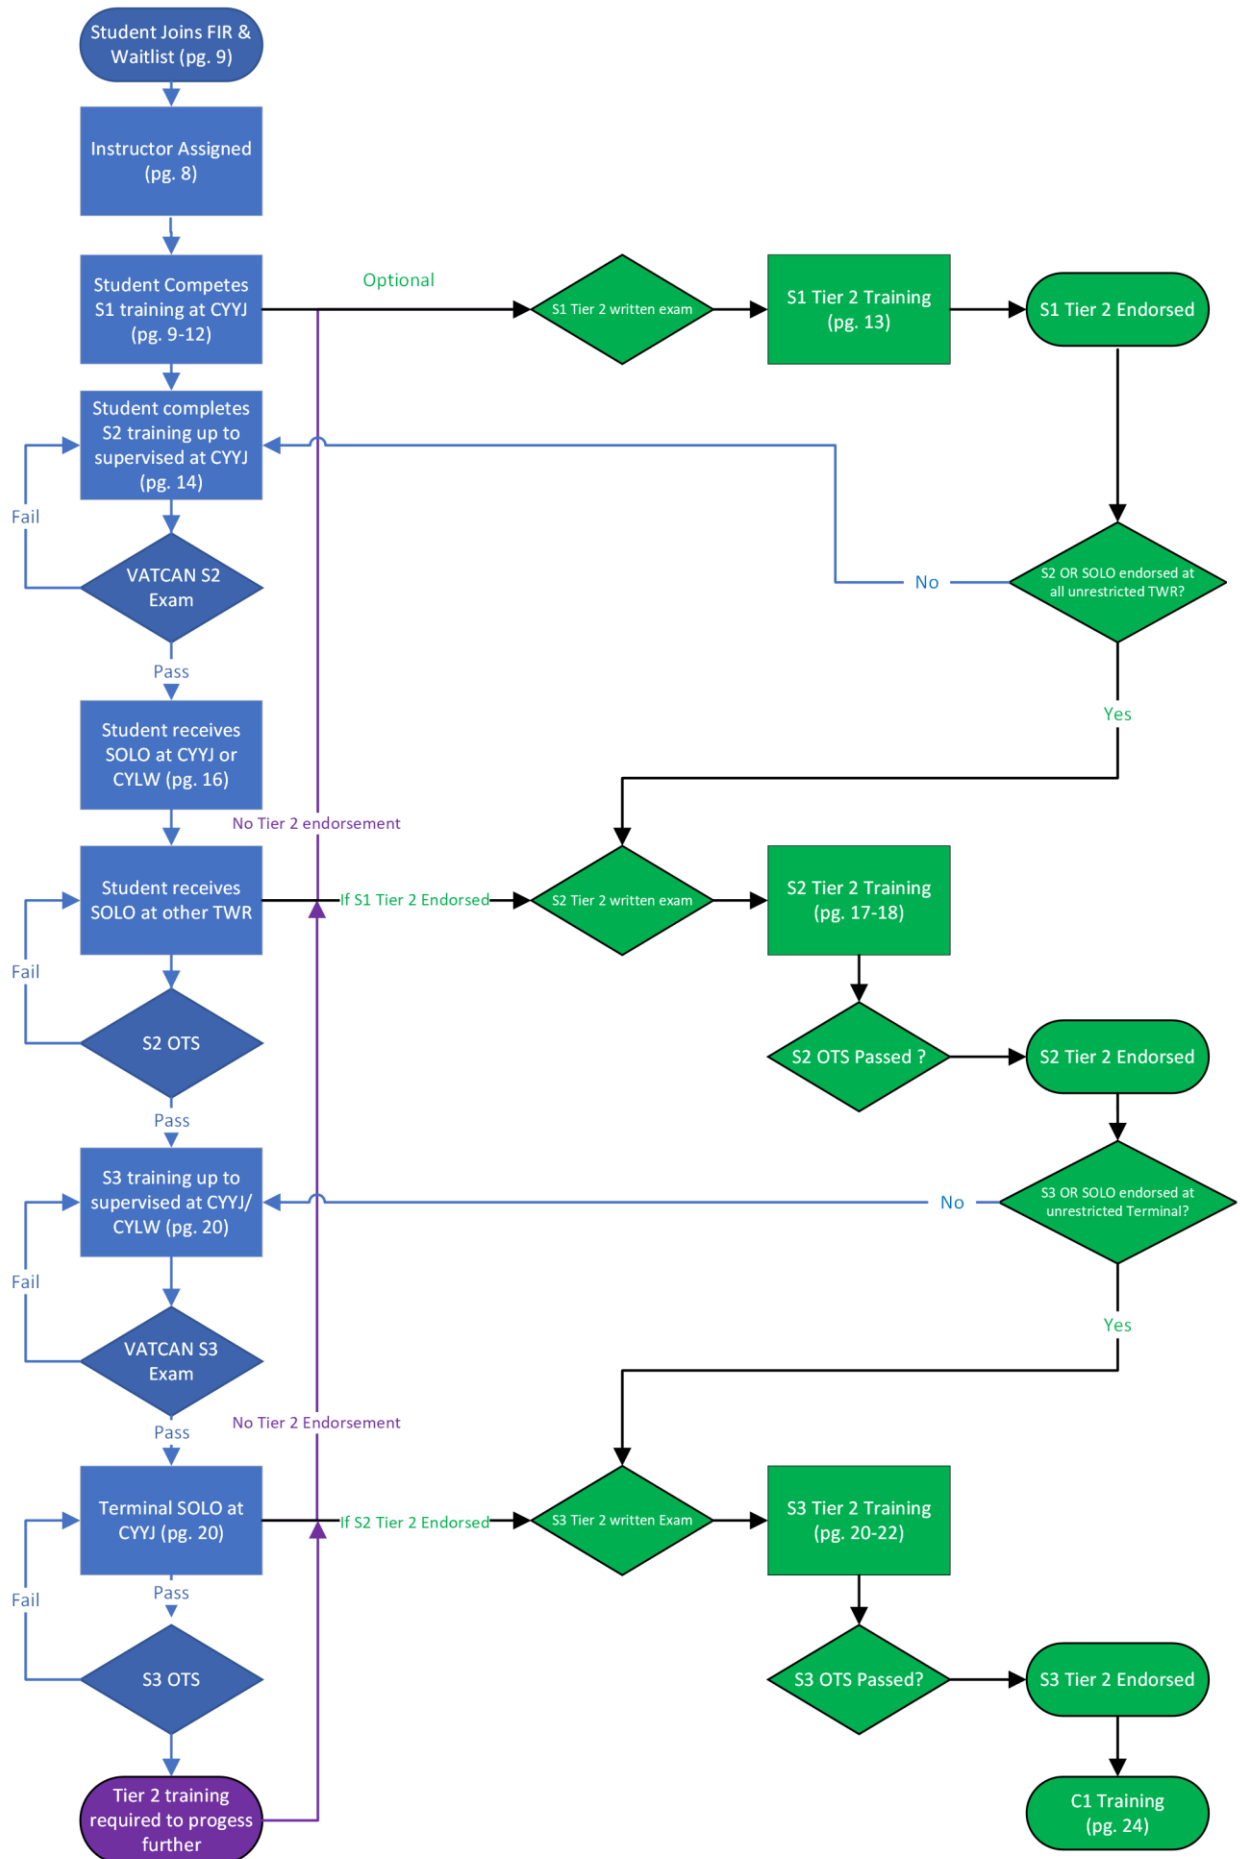 Student Joins FIR &
Waitlist (pg. 9)
Instructor Assigned
(pg. 8)
Student Competes
S1 training at CYYJ
(pg. 9-12)
Optional
S1 Tier 2 written exam
S1 Tier 2 Training
(pg. 13)
S1 Tier 2 Endorsed
Student completes
S2 training up to
supervised at CYYJ
(pg. 14)
Fail
VATCAN S2
Exam
No
S2 OR SOLO endorsed at
all unrestricted TWR?
Pass
Yes
Student receives
SOLO at CYYJ or
CYLW (pg. 16)
No Tier 2 endorsement
Student receives
SOLO at other TWR
If S1 Tier 2 Endorsed
S2 Tier 2 written exam
S2 Tier 2 Training
(pg. 17-18)
Fail
S2 OTS
S2 OTS Passed ?
S2 Tier 2 Endorsed
Pass
S3 training up to
supervised at CYYJ/
CYLW (pg. 20)
No
S3 OR SOLO endorsed at
unrestricted Terminal?
Fail
VATCAN S3
Exam
Yes
Pass
No Tier 2 Endorsement
Terminal SOLO at
CYYJ (pg. 20)
If S2 Tier 2 Endorsed
S3 Tier 2 written Exam
S3 Tier 2 Training
(pg. 20-22)
Pass
Fail
S3 OTS
S3 OTS Passed?
S3 Tier 2 Endorsed
Tier 2 training
required to progess
further
C1 Training
(pg. 24)